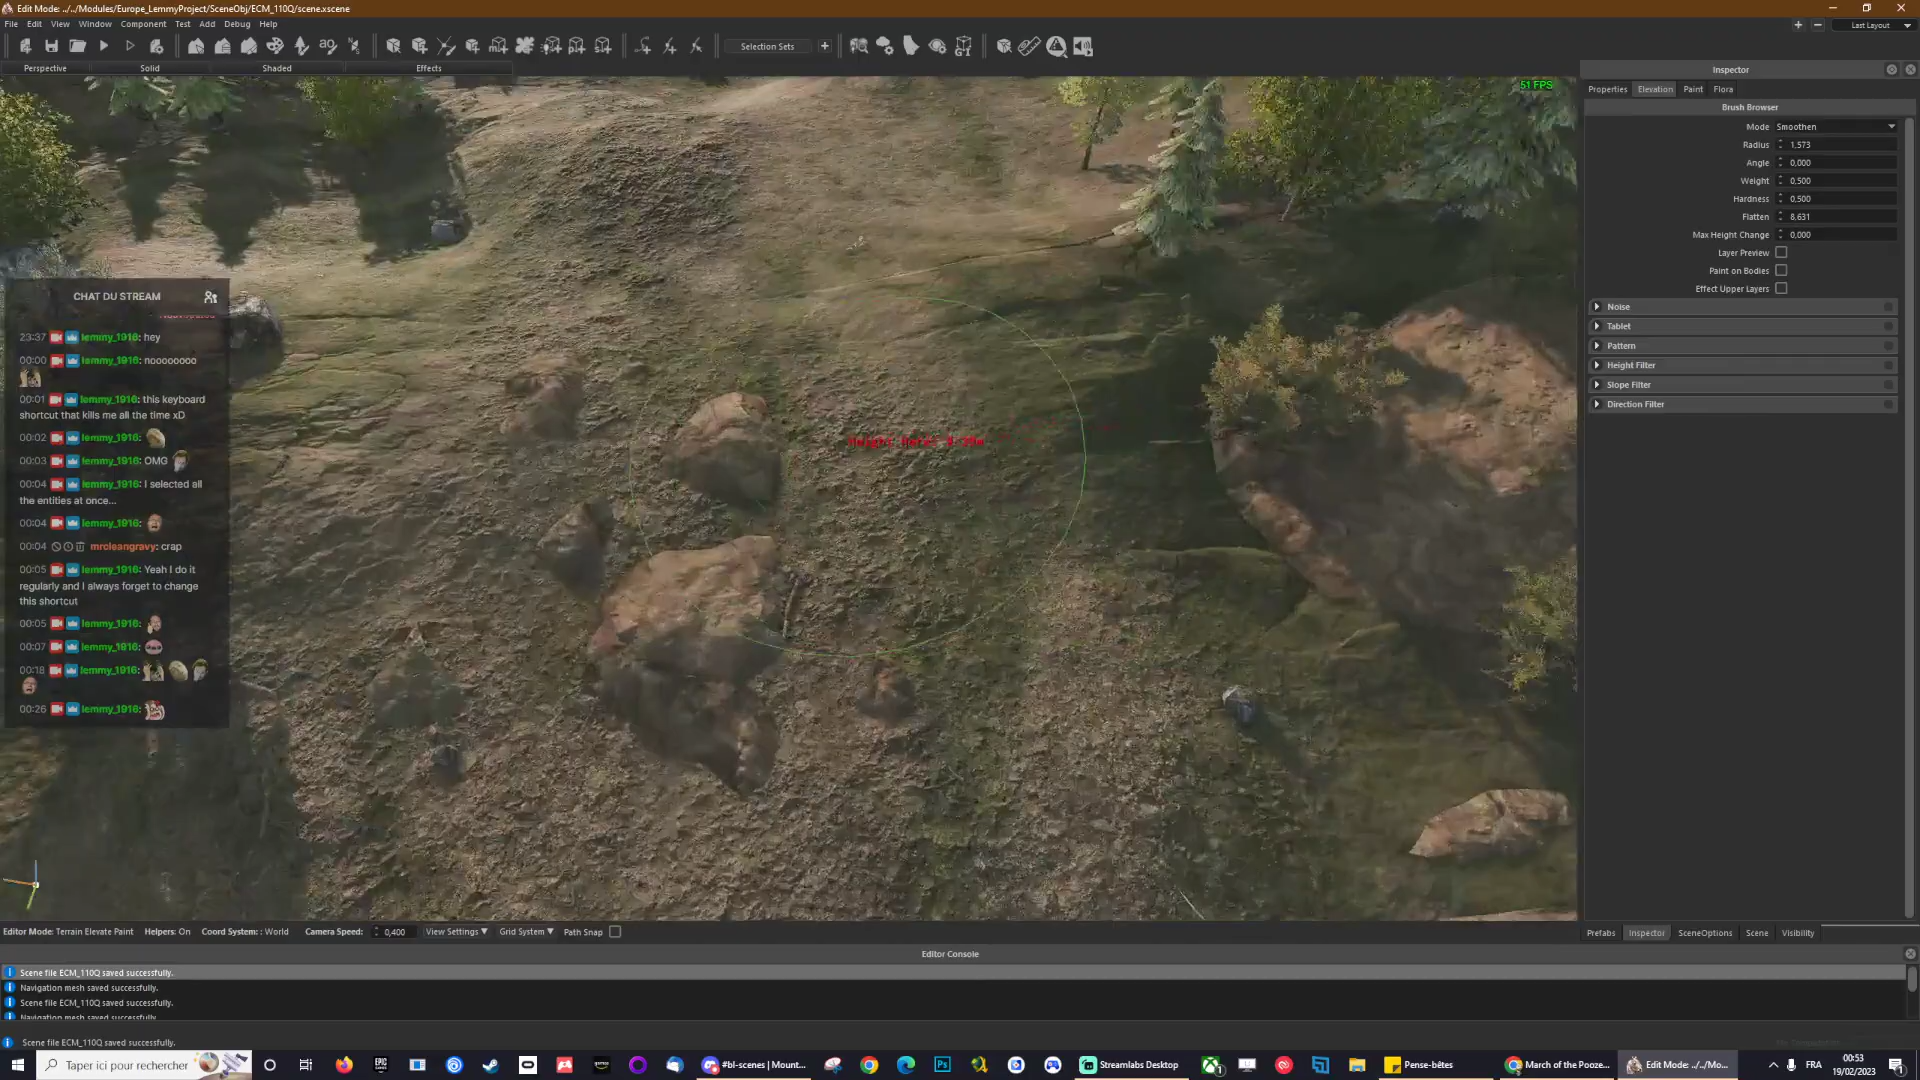 Edit Mode: ../../Modules/Europe_LemmyProject/SceneObj/ECM_110Q/scene.xscene
File Edit View Window Component Test Add Debug Help
Last Layout
Selection Sets
Perspective Solid Shaded Effects
51 FPS
Inspector
Properties Elevation Paint Flora
Brush Browser
Mode Smoothen
Radius 1,573
Angle 0,000
Weight 0,500
Hardness 0,500
Flatten 8,631
Max Height Change 0,000
Layer Preview
Paint on Bodies
Effect Upper Layers
Noise
Tablet
Pattern
Height Filter
Slope Filter
Direction Filter
CHAT DU STREAM
23:37 lemmy_1916: hey
00:00 lemmy_1916: noooooooo
00:01 lemmy_1916: this keyboard
shortcut that kills me all the time xD
00:02 lemmy_1916:
00:03 lemmy_1916: OMG
00:04 lemmy_1916: I selected all
the entities at once...
00:04 lemmy_1916:
00:04 mrcleangravy: crap
00:05 lemmy_1916: Yeah I do it
regularly and I always forget to change
this shortcut
00:05 lemmy_1916:
00:07 lemmy_1916:
00:18 lemmy_1916:
00:26 lemmy_1916:
Editor Mode: Terrain Elevate Paint Helpers: On Coord System: : World Camera Speed: 0,400 View Settings Grid System Path Snap
Prefabs Inspector SceneOptions Scene Visibility
Editor Console
Scene file ECM_110Q saved successfully.
Navigation mesh saved successfully.
Scene file ECM_110Q saved successfully.
Navigation mesh saved successfully.
Scene file ECM_110Q saved successfully.
Taper ici pour rechercher
#bl-scenes | Mount...
Streamlabs Desktop
Pense-bêtes
March of the Pooze...
Edit Mode: ../../Mo...
FRA
00:53
19/02/2023